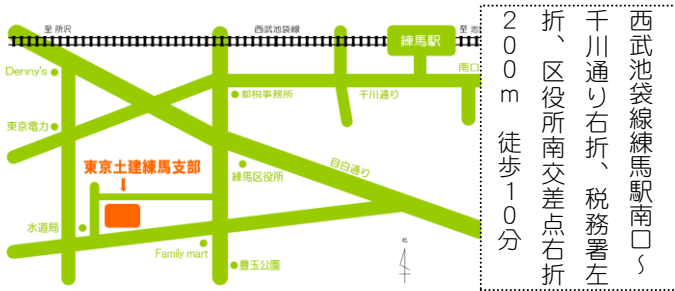 至 所沢
西武池袋線
練馬駅
至 池
Denny's
南口
都税事務所
千川通り
東京電力
東京土建練馬支部
練馬区役所
目白通り
水道局
Family mart
豊玉公園
北
西武池袋線練馬駅南口~
千川通り右折、税務署左
折、区役所南交差点右折
200m 徒歩10分